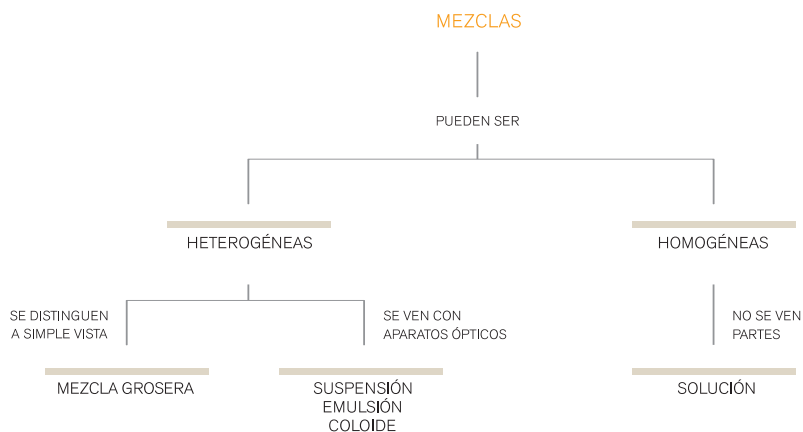 MEZCLAS
PUEDEN SER
HETEROGÉNEAS
HOMOGÉNEAS
SE DISTINGUEN
A SIMPLE VISTA
SE VEN CON
APARATOS ÓPTICOS
NO SE VEN
PARTES
MEZCLA GROSERA
SUSPENSIÓN
EMULSIÓN
COLOIDE
SOLUCIÓN